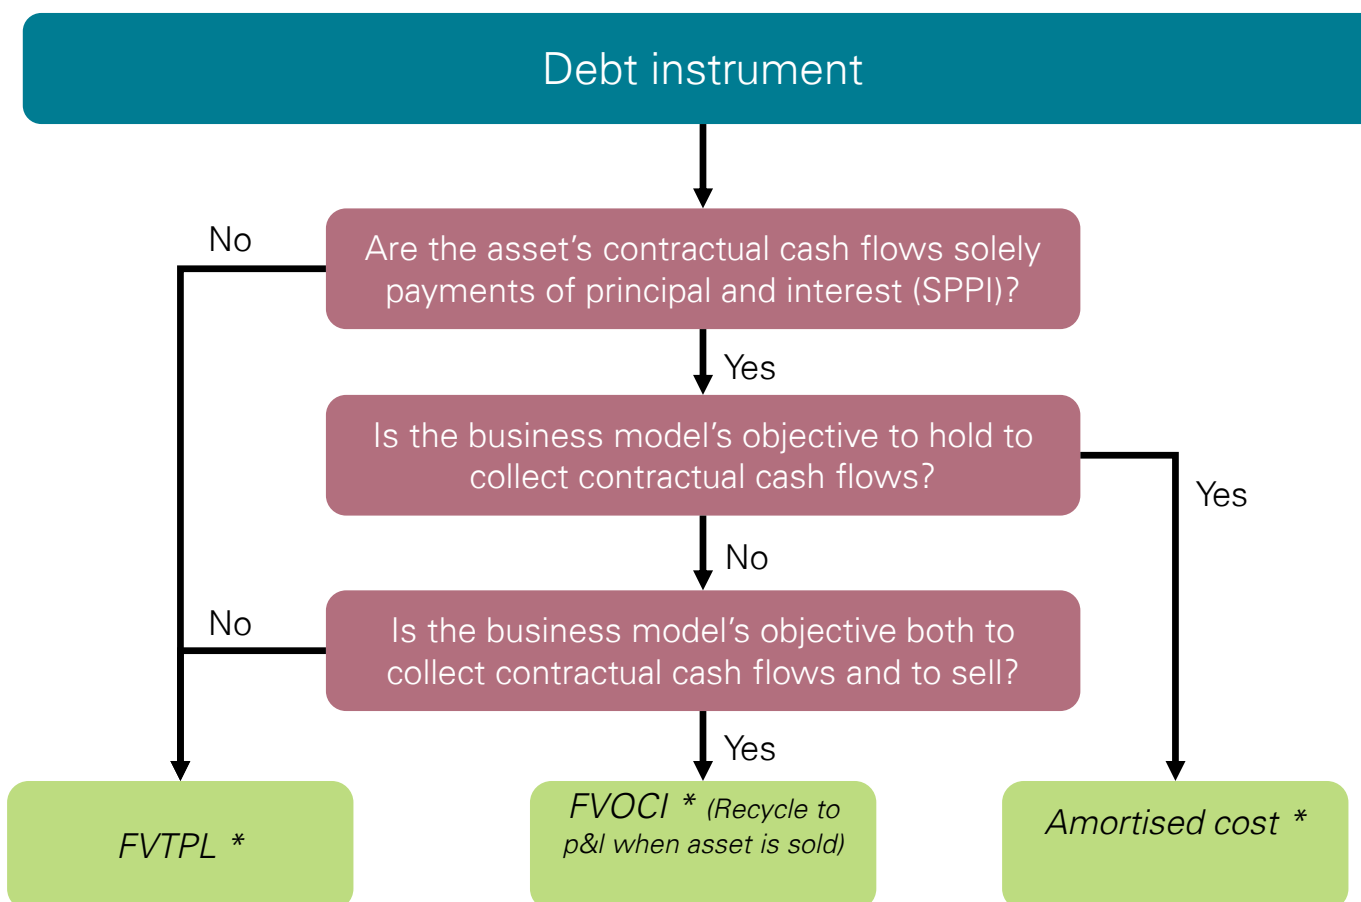 Debt instrument
No
Are the asset’s contractual cash flows solely
payments of principal and interest (SPPI)?
Yes
Is the business model’s objective to hold to
collect contractual cash flows?
Yes
No
No
Is the business model’s objective both to
collect contractual cash flows and to sell?
Yes
FVTPL *
FVOCI * (Recycle to
p&l when asset is sold)
Amortised cost *